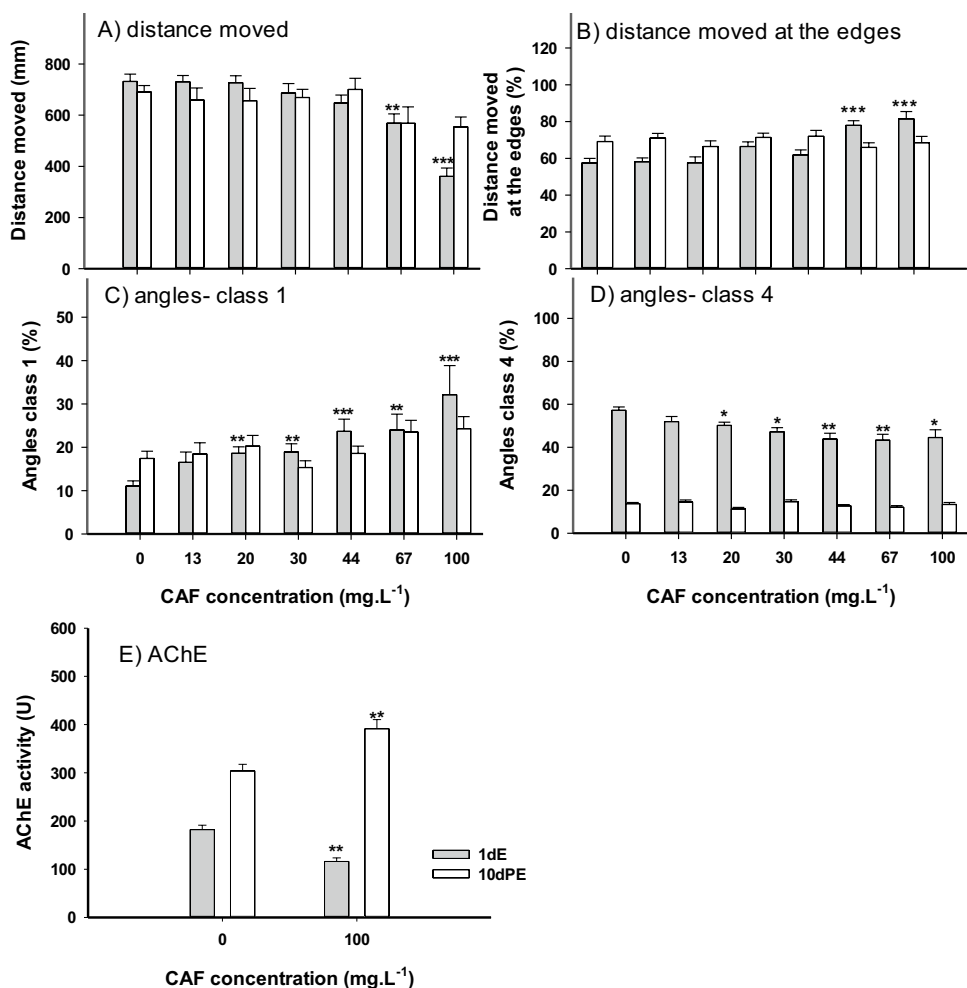 A) distance moved
Distance moved (mm)
800
600
400
200
0
**
***
B) distance moved at the edges
Distance moved
at the edges (%)
120
100
80
60
40
20
0
***
***
C) angles- class 1
Angles class 1 (%)
50
40
30
20
10
0
**
**
***
**
***
0 13 20 30 44 67 100
CAF concentration (mg.L⁻¹)
D) angles- class 4
Angles class 4 (%)
100
80
60
40
20
0
*
*
**
**
*
0 13 20 30 44 67 100
CAF concentration (mg.L⁻¹)
E) AChE
AChE activity (U)
600
500
400
300
200
100
0
**
**
1dE
10dPE
0 100
CAF concentration (mg.L⁻¹)